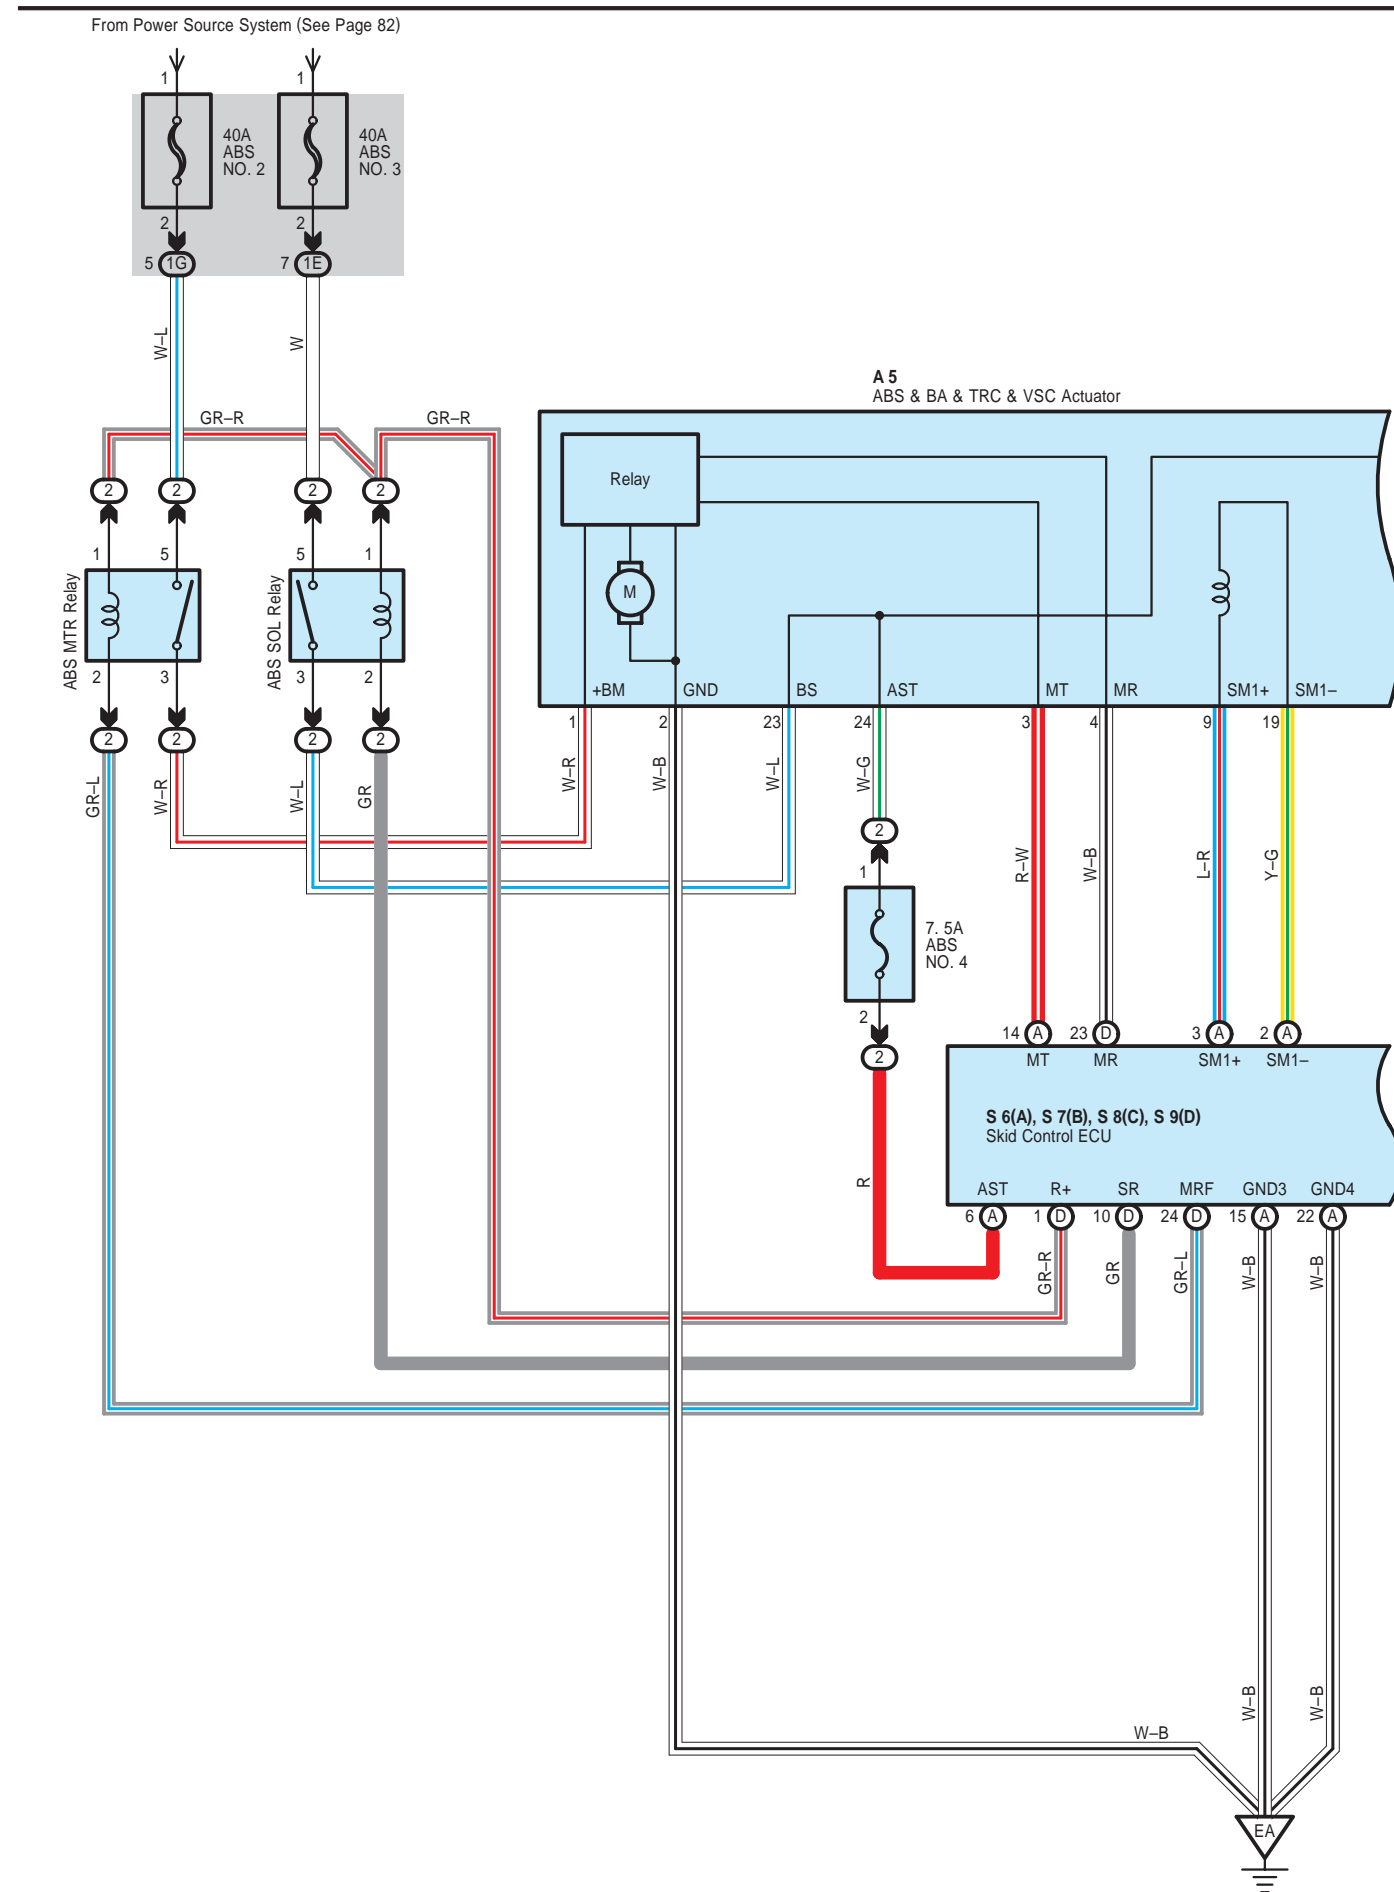 From Power Source System (See Page 82)
1
1
40A
ABS
NO. 2
40A
ABS
NO. 3
2
2
5 1G
7 1E
W–L
W
A 5
ABS & BA & TRC & VSC Actuator
GR–R
GR–R
Relay
2
2
2
2
1
5
5
1
ABS MTR Relay
ABS SOL Relay
M
2
3
3
2
+BM
GND
BS
AST
MT
MR
SM1+
SM1–
1
2
23
24
3
4
9
19
2
2
2
2
GR–L
W–R
W–L
GR
W–R
W–B
W–L
W–G
R–W
W–B
L–R
Y–G
2
1
7. 5A
ABS
NO. 4
2
2
14 A
23 D
3 A
2 A
MT
MR
SM1+
SM1–
S 6(A), S 7(B), S 8(C), S 9(D)
Skid Control ECU
R
AST
R+
SR
MRF
GND3
GND4
6 A
1 D
10 D
24 D
15 A
22 A
GR–R
GR
GR–L
W–B
W–B
W–B
W–B
W–B
EA